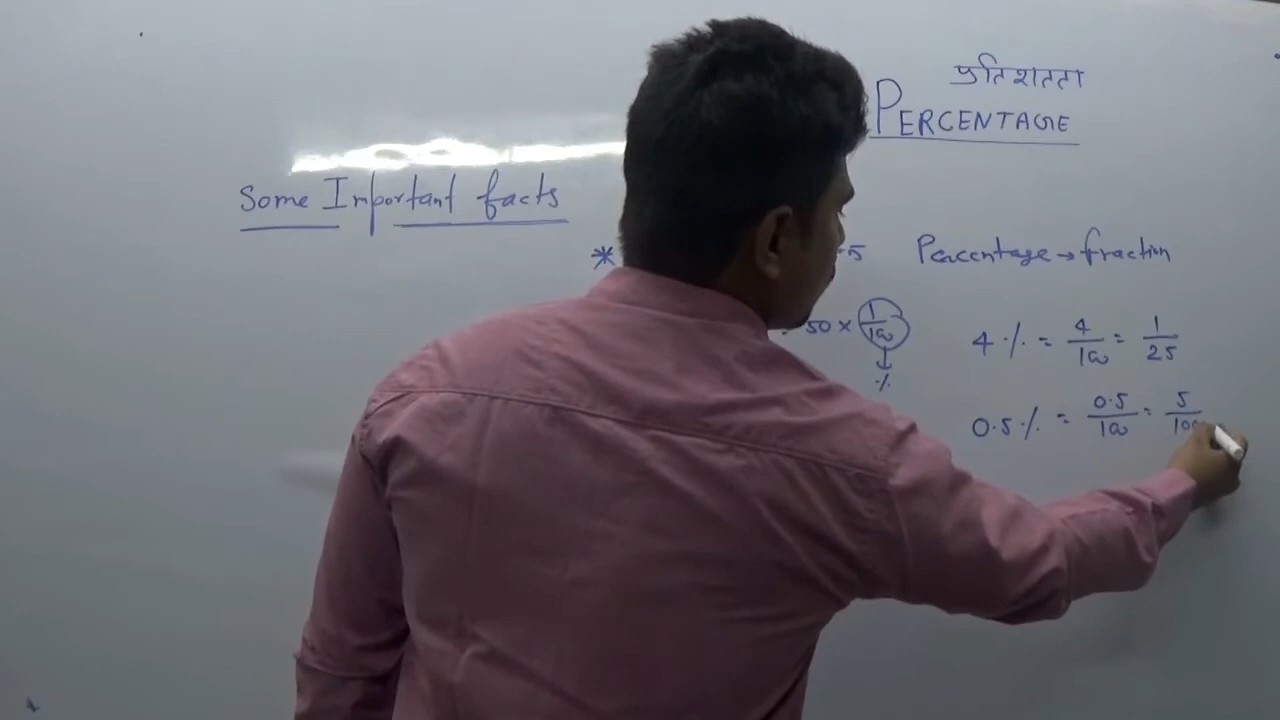 प्रतिशतता
PERCENTAGE
Some Important facts
*
5
Percentage → fraction
50 × 1/100
%
4% = 4/100 = 1/25
0.5% = 0.5/100 = 5/100